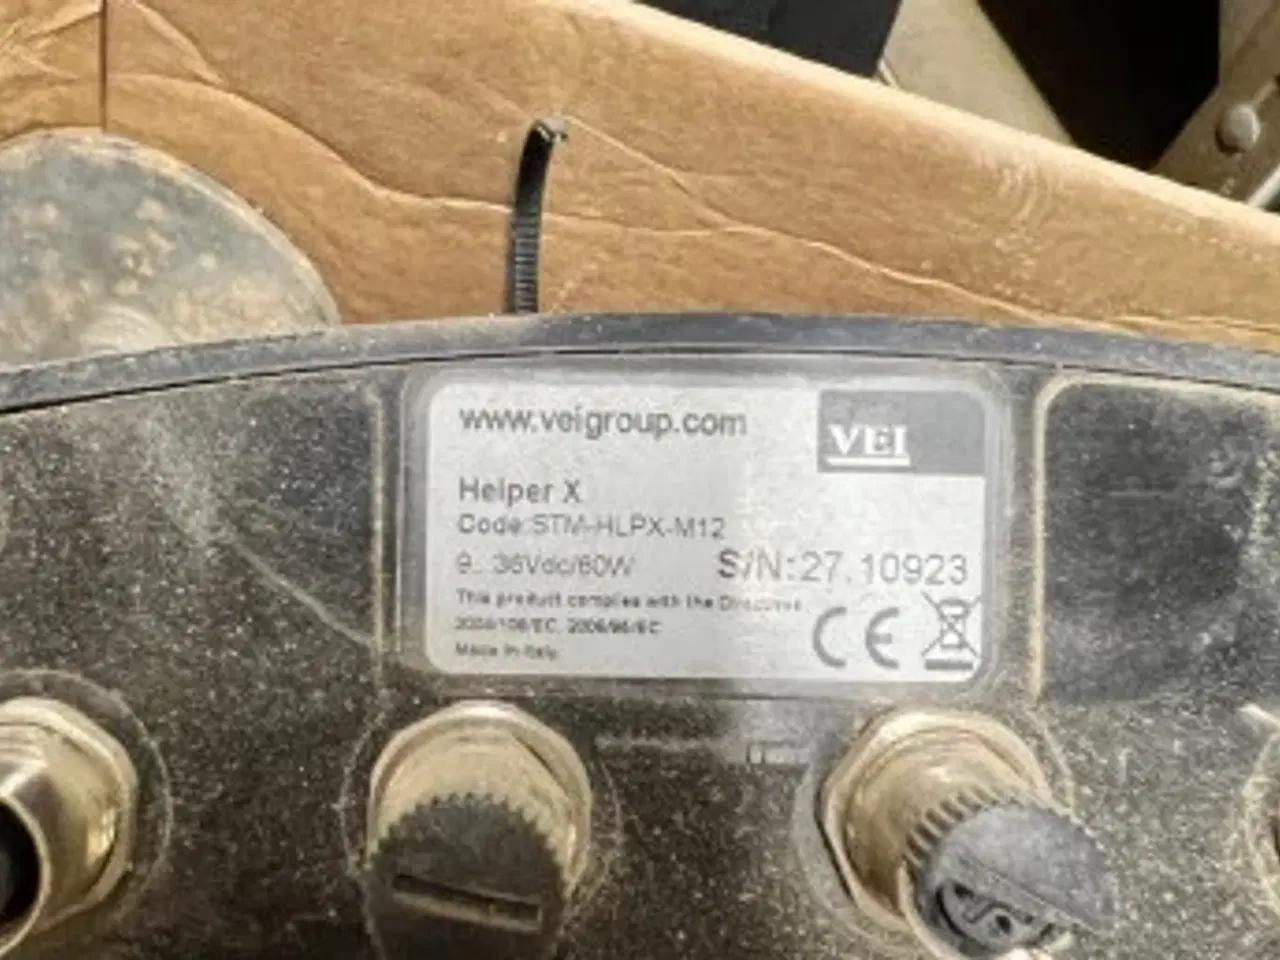 www.veigroup.com
VEI
Helper X
Code:STM-HLPX-M12
9...36Vdc/60W
S/N:27.10923
This product complies with the Directives
2004/108/EC, 2006/95/EC
Made in Italy
CE